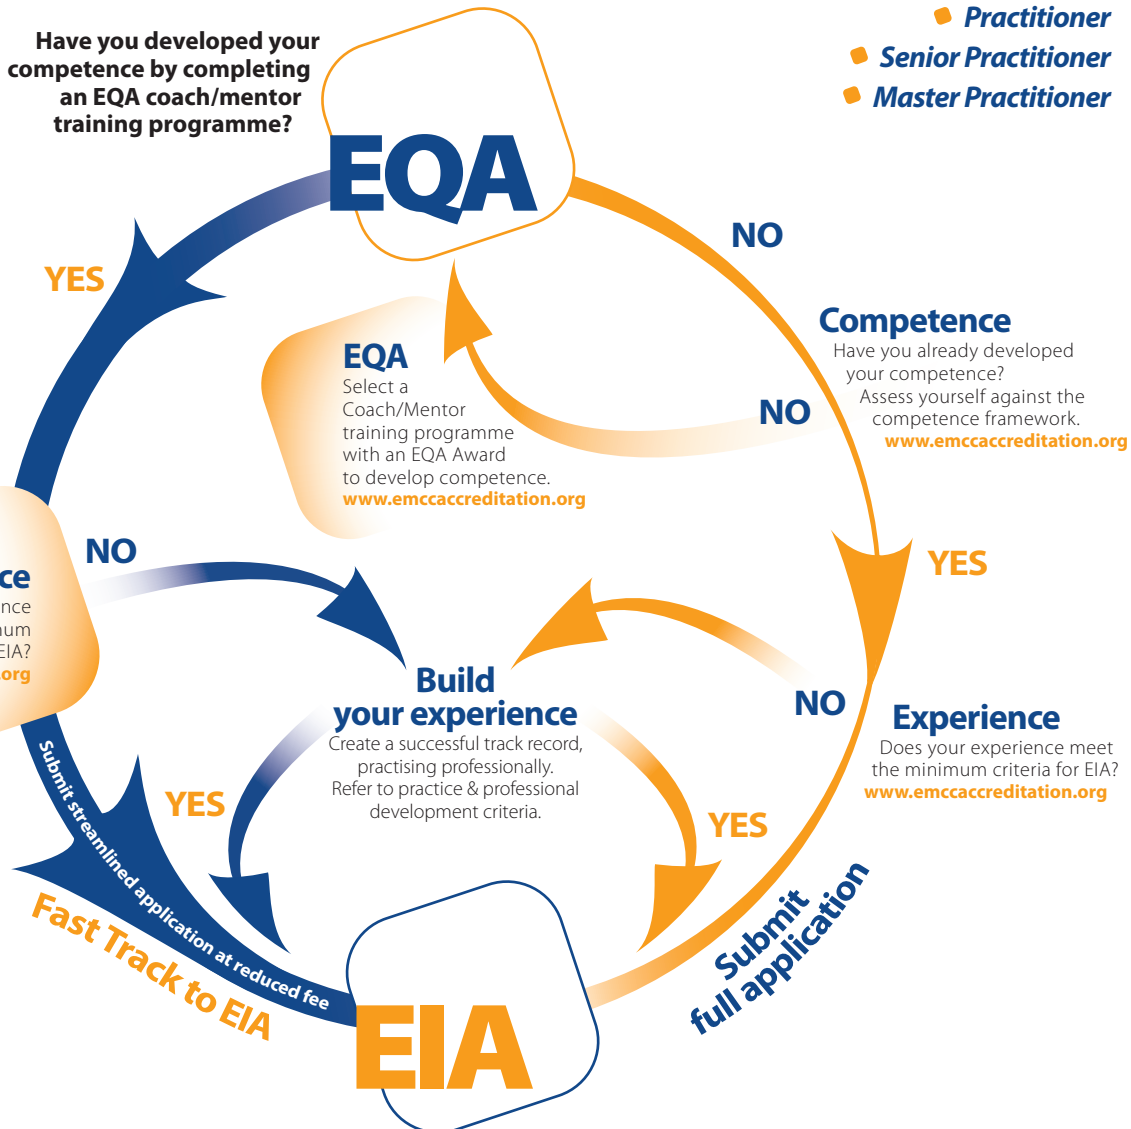 Practitioner
Senior Practitioner
Master Practitioner
Have you developed your
competence by completing
an EQA coach/mentor
training programme?
EQA
NO
YES
Competence
Have you already developed
your competence?
Assess yourself against the
competence framework.
www.emccaccreditation.org
NO
EQA
Select a
Coach/Mentor
training programme
with an EQA Award
to develop competence.
www.emccaccreditation.org
NO
YES
ce
nce
num
EIA?
.org
Build
your experience
Create a successful track record,
practising professionally.
Refer to practice & professional
development criteria.
NO
Experience
Does your experience meet
the minimum criteria for EIA?
www.emccaccreditation.org
YES
YES
Submit streamlined application at reduced fee
Fast Track to EIA
Submit
full application
EIA